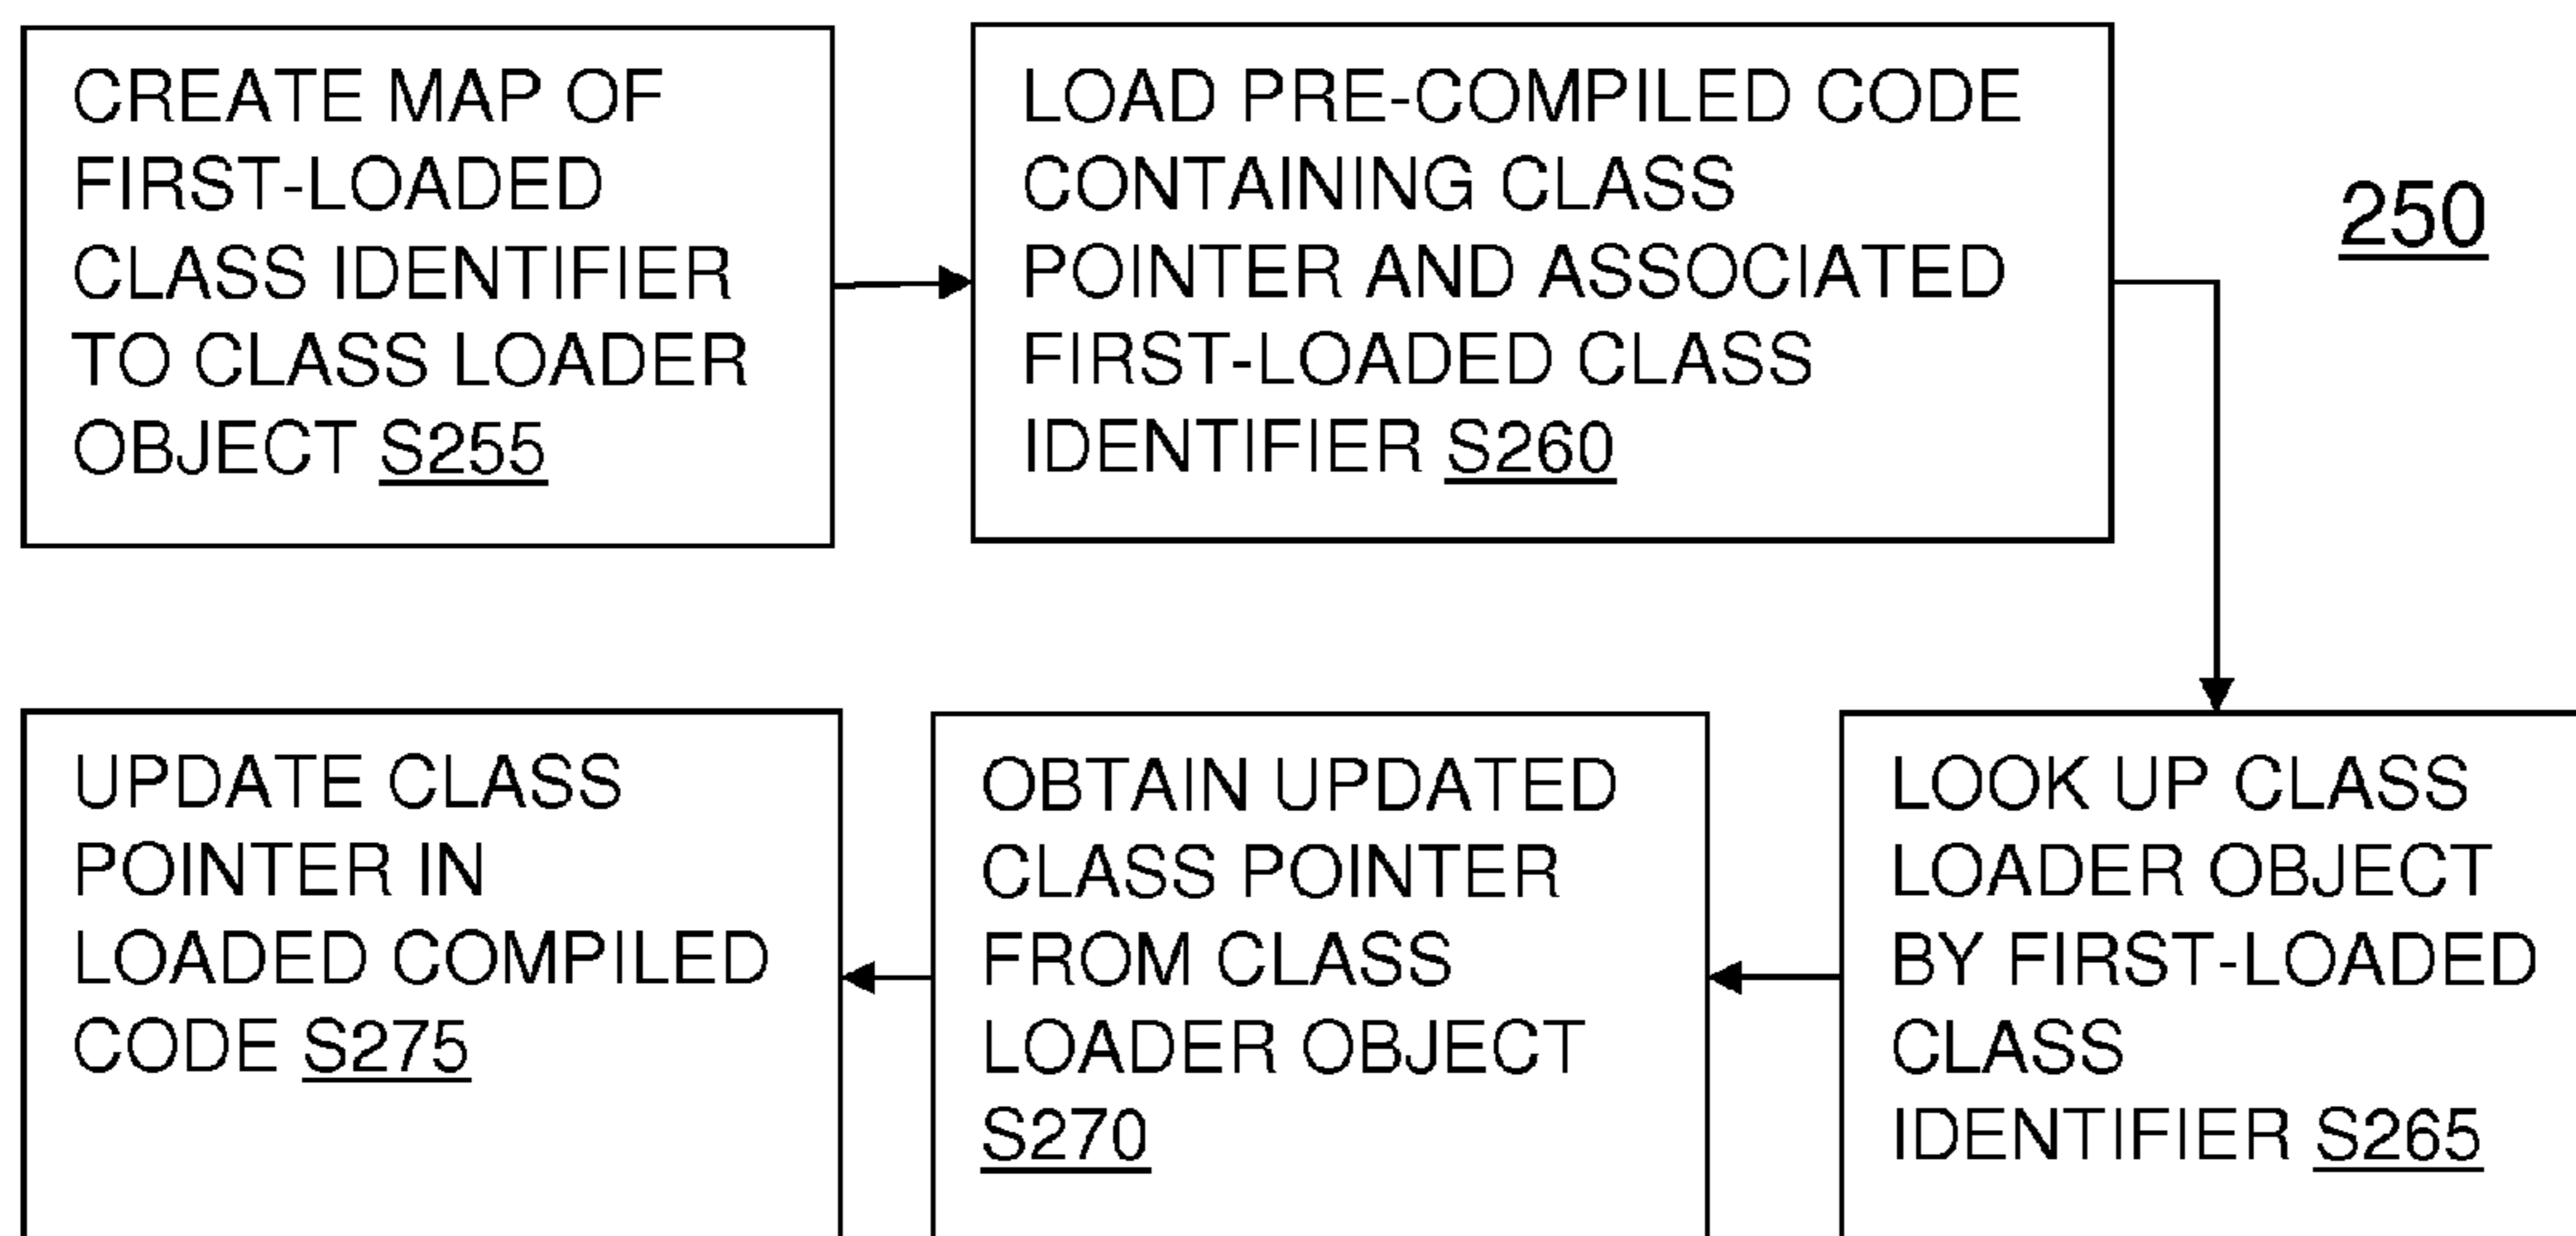 CREATE MAP OF
FIRST-LOADED
CLASS IDENTIFIER
TO CLASS LOADER
OBJECT S255
LOAD PRE-COMPILED CODE
CONTAINING CLASS
POINTER AND ASSOCIATED
FIRST-LOADED CLASS
IDENTIFIER S260
250
LOOK UP CLASS
LOADER OBJECT
BY FIRST-LOADED
CLASS
IDENTIFIER S265
OBTAIN UPDATED
CLASS POINTER
FROM CLASS
LOADER OBJECT
S270
UPDATE CLASS
POINTER IN
LOADED COMPILED
CODE S275